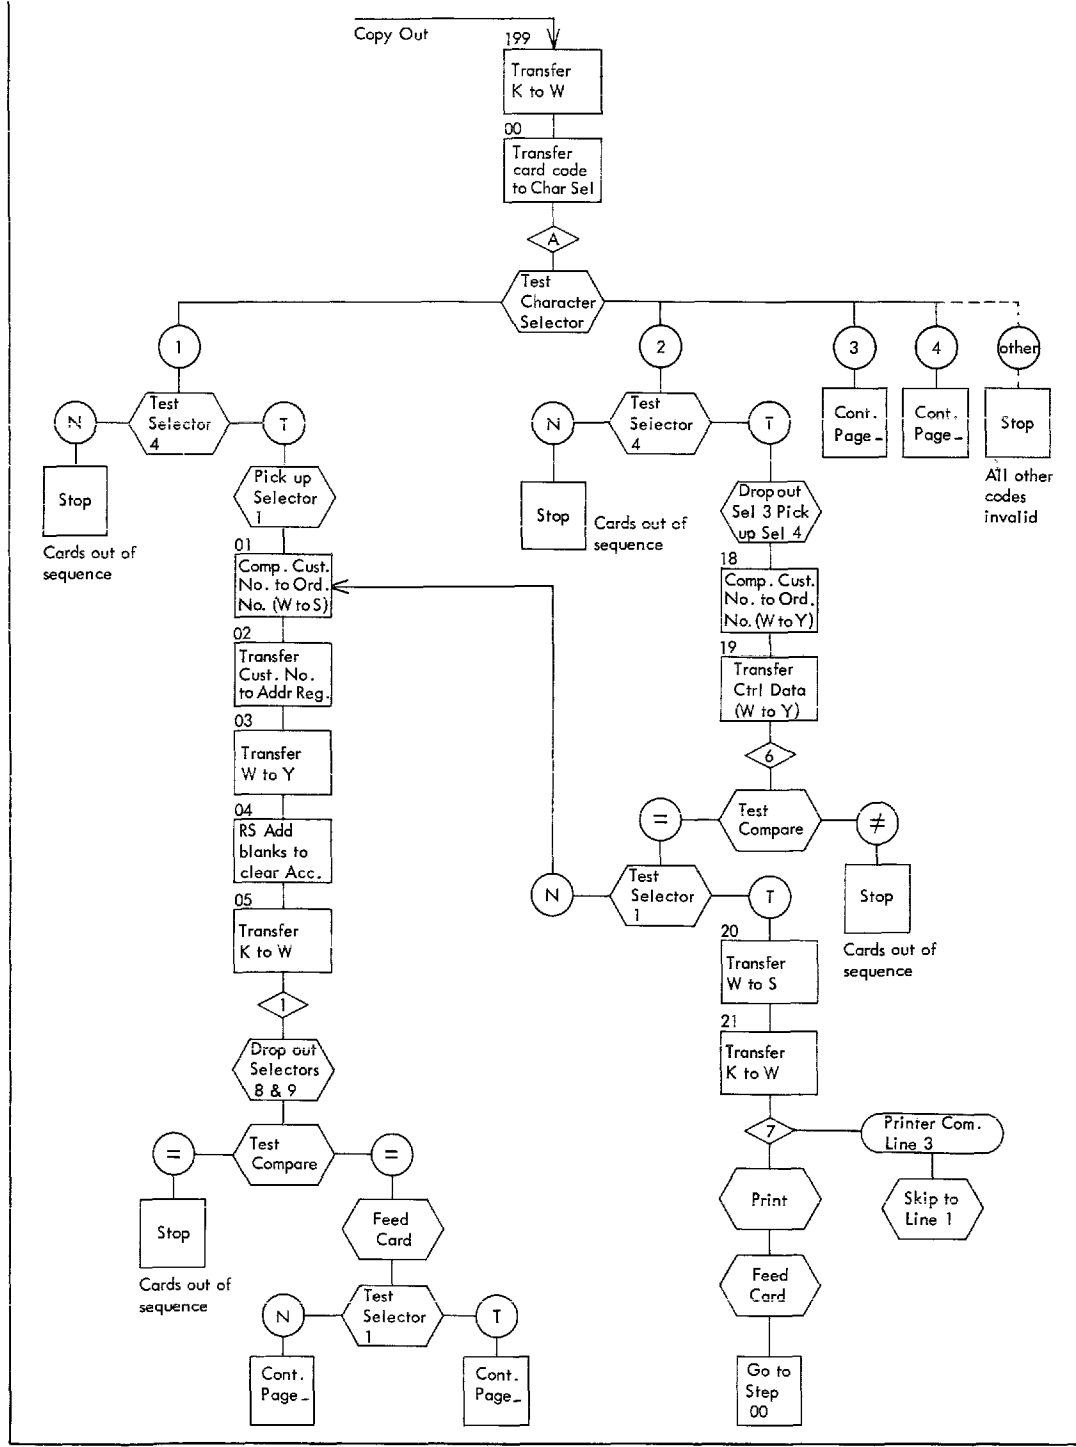 Copy Out
199
Transfer
K to W
00
Transfer
card code
to Char Sel
A
Test
Character
Selector
1
2
3
4
other
N
Test
Selector
4
T
N
Test
Selector
4
T
Cont.
Page_
Cont.
Page_
Stop
All other
codes
invalid
Stop
Cards out of
sequence
Pick up
Selector
1
Stop
Cards out of
sequence
Drop out
Sel 3 Pick
up Sel 4
01
Comp. Cust.
No. to Ord.
No. (W to S)
02
Transfer
Cust. No.
to Addr Reg.
03
Transfer
W to Y
04
RS Add
blanks to
clear Acc.
05
Transfer
K to W
1
Drop out
Selectors
8 & 9
=
Test
Compare
=
Stop
Cards out of
sequence
Feed
Card
N
Test
Selector
1
T
Cont.
Page_
Cont.
Page_
18
Comp. Cust.
No. to Ord.
No. (W to Y)
19
Transfer
Ctrl Data
(W to Y)
6
=
Test
Compare
≠
N
Test
Selector
1
T
Stop
Cards out of
sequence
20
Transfer
W to S
21
Transfer
K to W
7
Printer Com.
Line 3
Print
Skip to
Line 1
Feed
Card
Go to
Step
00